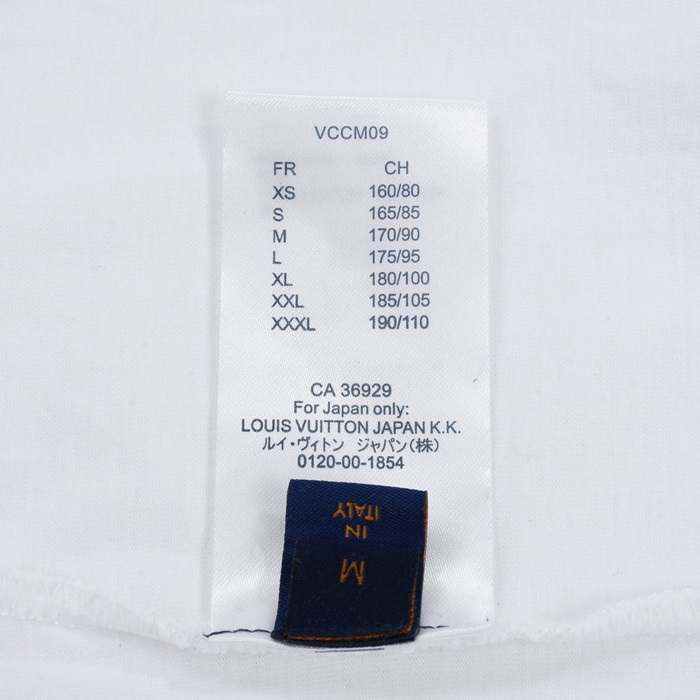 VCCM09
FR CH
XS 160/80
S 165/85
M 170/90
L 175/95
XL 180/100
XXL 185/105
XXXL 190/110
CA 36929
For Japan only:
LOUIS VUITTON JAPAN K.K.
ルイ・ヴィトン ジャパン(株)
0120-00-1854
M
IN
ITALY